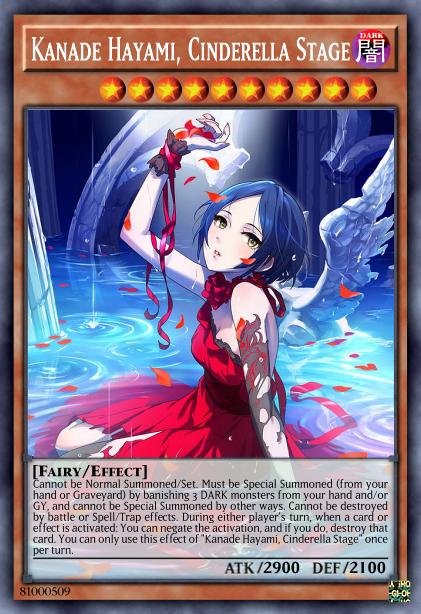 Kanade Hayami, Cinderella Stage
DARK
闇
[Fairy/Effect]
Cannot be Normal Summoned/Set. Must be Special Summoned (from your
hand or Graveyard) by banishing 3 DARK monsters from your hand and/or
GY, and cannot be Special Summoned by other ways. Cannot be destroyed
by battle or Spell/Trap effects. During either player's turn, when a card or
effect is activated: You can negate the activation, and if you do, destroy that
card. You can only use this effect of "Kanade Hayami, Cinderella Stage" once
per turn.
ATK/2900 DEF/2100
81000509